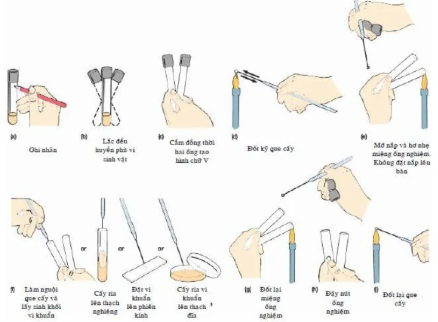 (a)
Ghi nhãn
(b)
Lắc đều
huyền phù vi
sinh vật
(c)
Cầm đồng thời
hai ống tạo
hình chữ V
(d)
Đốt kỹ que cấy
(e)
Mở nắp và hơ nhẹ
miệng ống nghiệm.
Không đặt nắp lên
bàn
(f)
Làm nguội
que cấy và
lấy sinh khối
vi khuẩn
or
Cấy ria
lên thạch
nghiêng
or
Đặt vi
khuẩn
lên phiến
kính
or
Cấy ria vi
khuẩn
lên thạch
đĩa
(g)
Đốt lại
miệng
ống
nghiệm
(h)
Đậy nút
ống
nghiệm
(i)
Đốt lại que
cấy